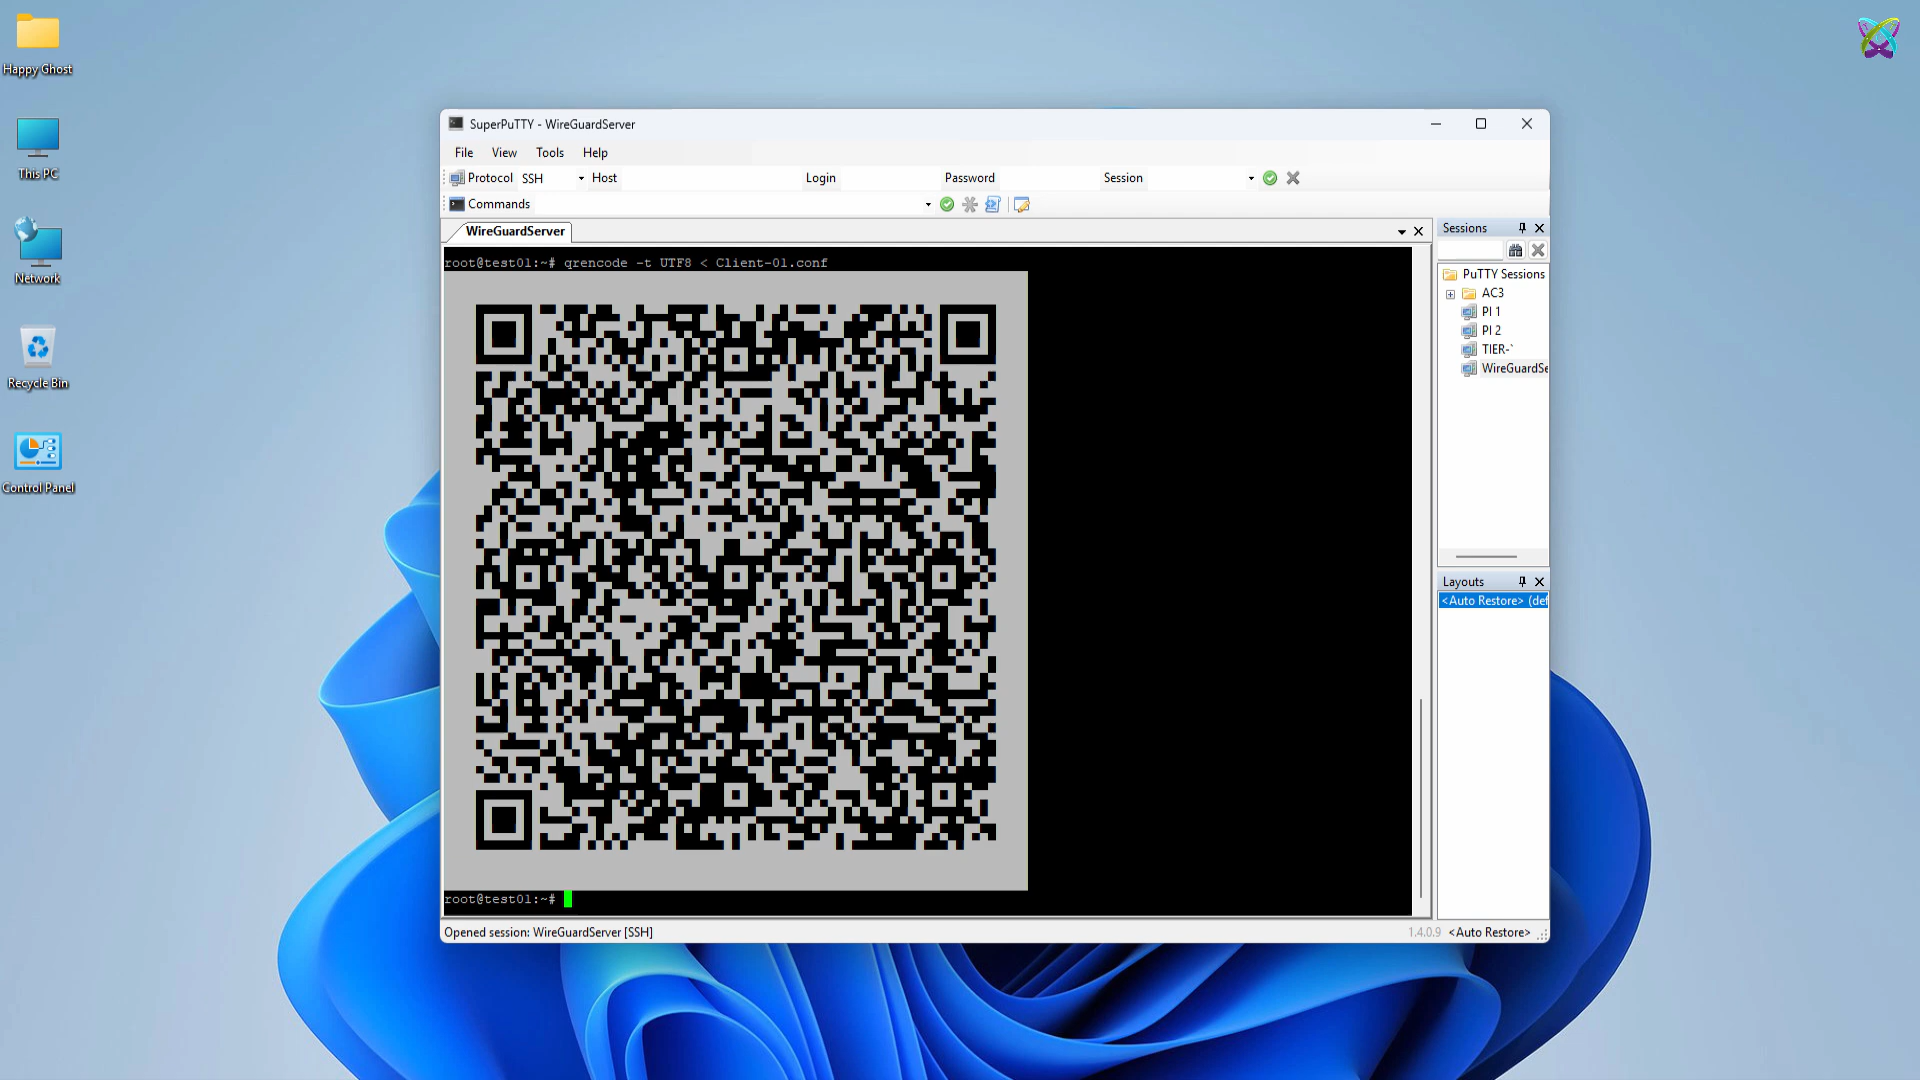 Happy Ghost
This PC
Network
Recycle Bin
Control Panel
SuperPuTTY - WireGuardServer
File View Tools Help
Protocol SSH Host Login Password Session
Commands
WireGuardServer
root@test01:~# qrencode -t UTF8 < Client-01.conf
root@test01:~#
Sessions
PuTTY Sessions
AC3
PI 1
PI 2
TIER-`
WireGuardSe
Layouts
<Auto Restore> (def
Opened session: WireGuardServer [SSH]
1.4.0.9 <Auto Restore>